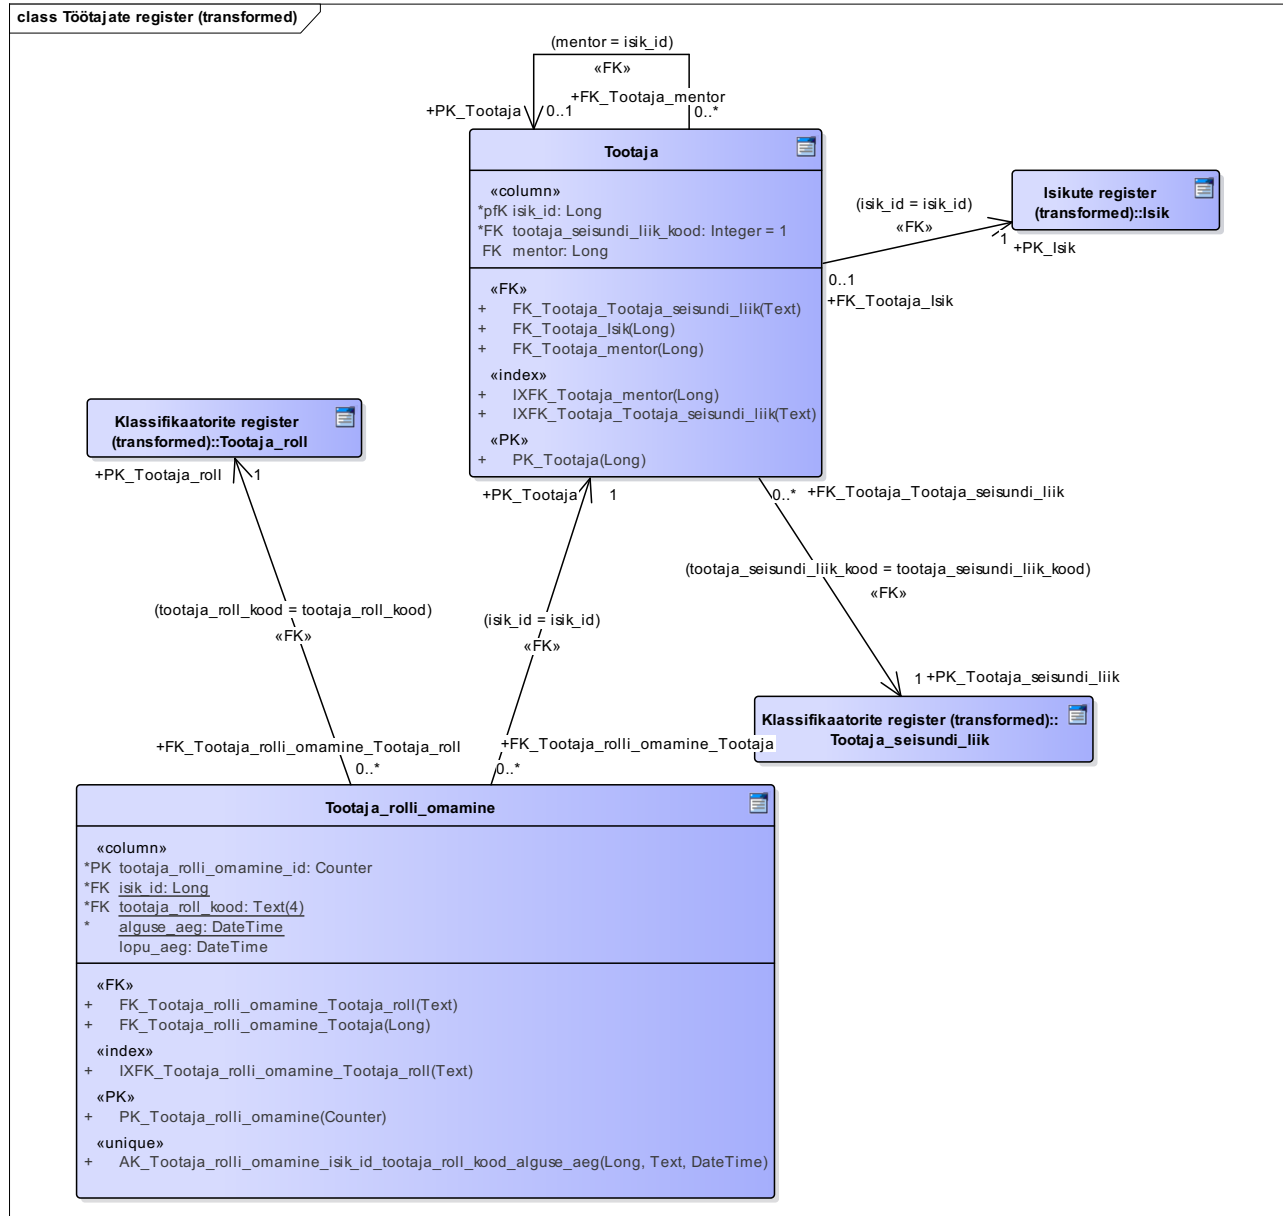 class Töötajate register (transformed)
(mentor = isik_id)
«FK»
+PK_Tootaja
0..1
+FK_Tootaja_mentor
0..*
Tootaja
«column»
*pfK isik_id: Long
*FK tootaja_seisundi_liik_kood: Integer = 1
FK mentor: Long
«FK»
+ FK_Tootaja_Tootaja_seisundi_liik(Text)
+ FK_Tootaja_Isik(Long)
+ FK_Tootaja_mentor(Long)
«index»
+ IXFK_Tootaja_mentor(Long)
+ IXFK_Tootaja_Tootaja_seisundi_liik(Text)
«PK»
+ PK_Tootaja(Long)
Isikute register
(transformed)::Isik
(isik_id = isik_id)
«FK»
1
+PK_Isik
0..1
+FK_Tootaja_Isik
Klassifikaatorite register
(transformed)::Tootaja_roll
+PK_Tootaja_roll
1
+PK_Tootaja
1
0..*
+FK_Tootaja_Tootaja_seisundi_liik
(tootaja_seisundi_liik_kood = tootaja_seisundi_liik_kood)
«FK»
(tootaja_roll_kood = tootaja_roll_kood)
«FK»
(isik_id = isik_id)
«FK»
1
+PK_Tootaja_seisundi_liik
Klassifikaatorite register (transformed)::
Tootaja_seisundi_liik
+FK_Tootaja_rolli_omamine_Tootaja_roll
0..*
+FK_Tootaja_rolli_omamine_Tootaja
0..*
Tootaja_rolli_omamine
«column»
*PK tootaja_rolli_omamine_id: Counter
*FK isik_id: Long
*FK tootaja_roll_kood: Text(4)
* alguse_aeg: DateTime
lopu_aeg: DateTime
«FK»
+ FK_Tootaja_rolli_omamine_Tootaja_roll(Text)
+ FK_Tootaja_rolli_omamine_Tootaja(Long)
«index»
+ IXFK_Tootaja_rolli_omamine_Tootaja_roll(Text)
«PK»
+ PK_Tootaja_rolli_omamine(Counter)
«unique»
+ AK_Tootaja_rolli_omamine_isik_id_tootaja_roll_kood_alguse_aeg(Long, Text, DateTime)